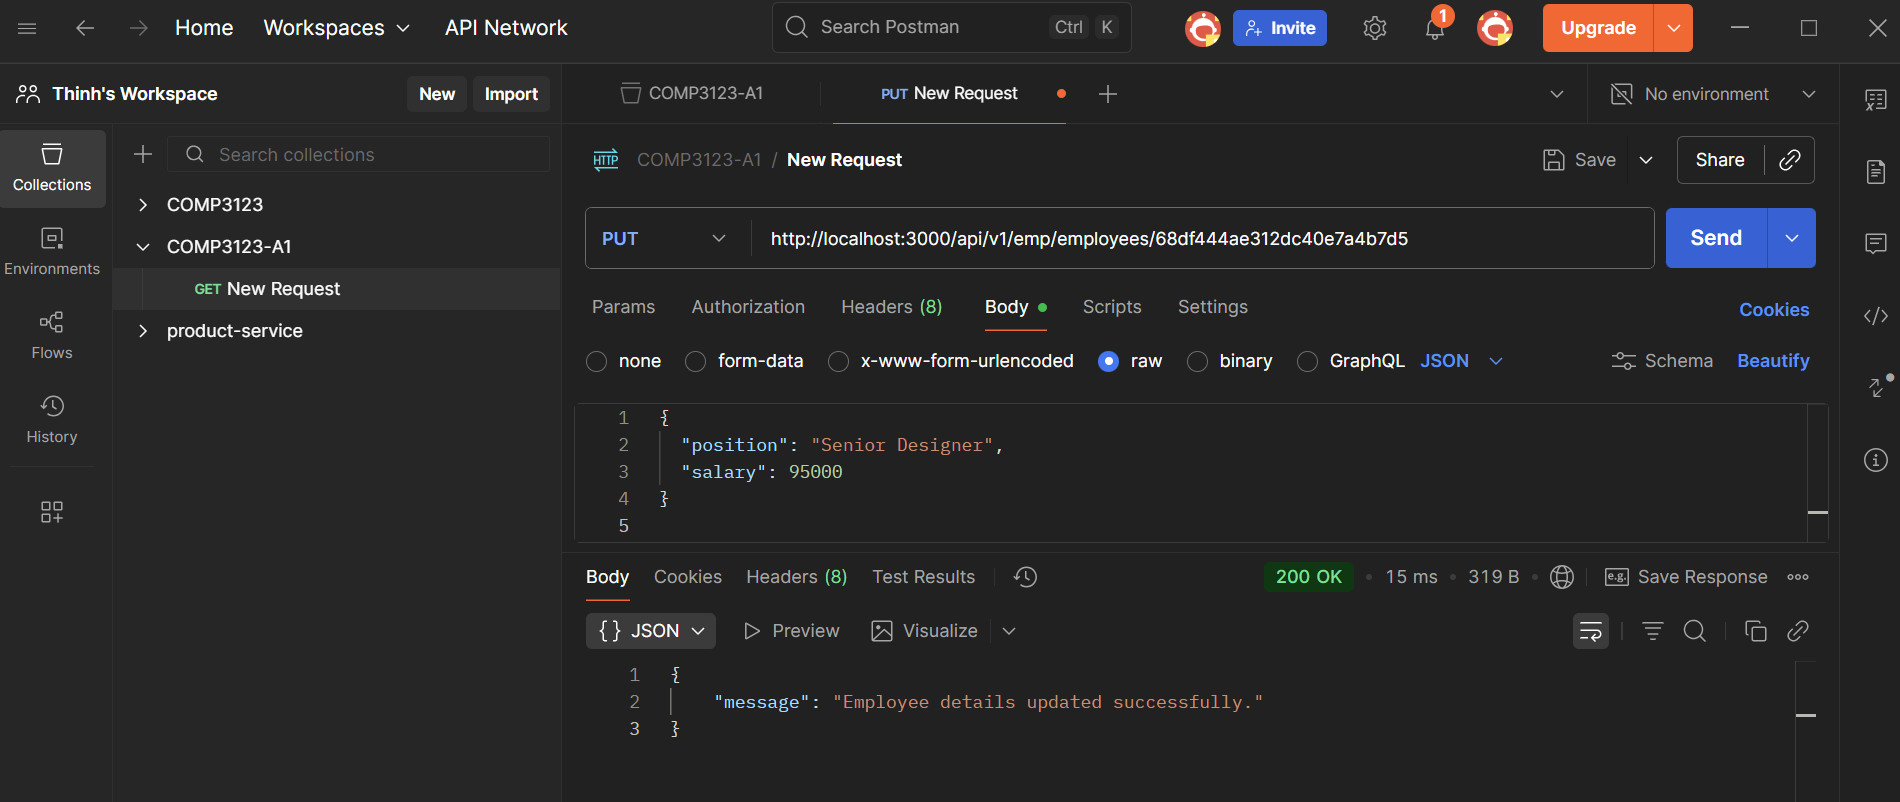 Home Workspaces API Network Search Postman Ctrl K Invite 1 Upgrade
Thinh's Workspace New Import COMP3123-A1 PUT New Request No environment
Collections
Search collections
COMP3123
COMP3123-A1
GET New Request
product-service
Environments
Flows
History
HTTP COMP3123-A1 / New Request Save Share
PUT http://localhost:3000/api/v1/emp/employees/68df444ae312dc40e7a4b7d5 Send
Params Authorization Headers (8) Body Scripts Settings Cookies
none form-data x-www-form-urlencoded raw binary GraphQL JSON Schema Beautify
1 {
2 "position": "Senior Designer",
3 "salary": 95000
4 }
5
Body Cookies Headers (8) Test Results 200 OK 15 ms 319 B e.g. Save Response
{} JSON Preview Visualize
1 {
2 "message": "Employee details updated successfully."
3 }